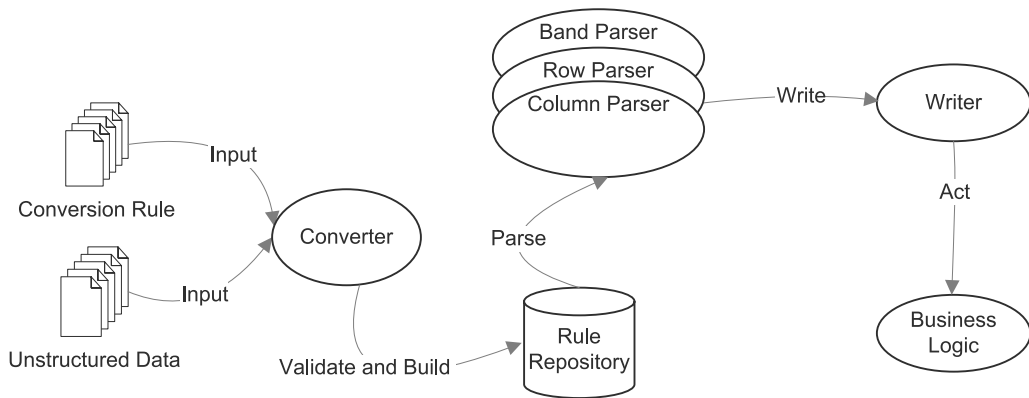 Band Parser
Row Parser
Column Parser
Write
Writer
Input
Conversion Rule
Act
Converter
Parse
Input
Unstructured Data
Validate and Build
Rule
Repository
Business
Logic